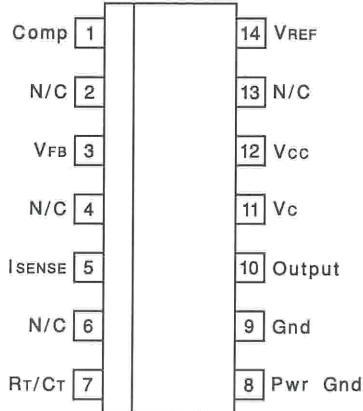 Comp 1 14 VREF
N/C 2 13 N/C
VFB 3 12 Vcc
N/C 4 11 Vc
ISENSE 5 10 Output
N/C 6 9 Gnd
RT/CT 7 8 Pwr Gnd